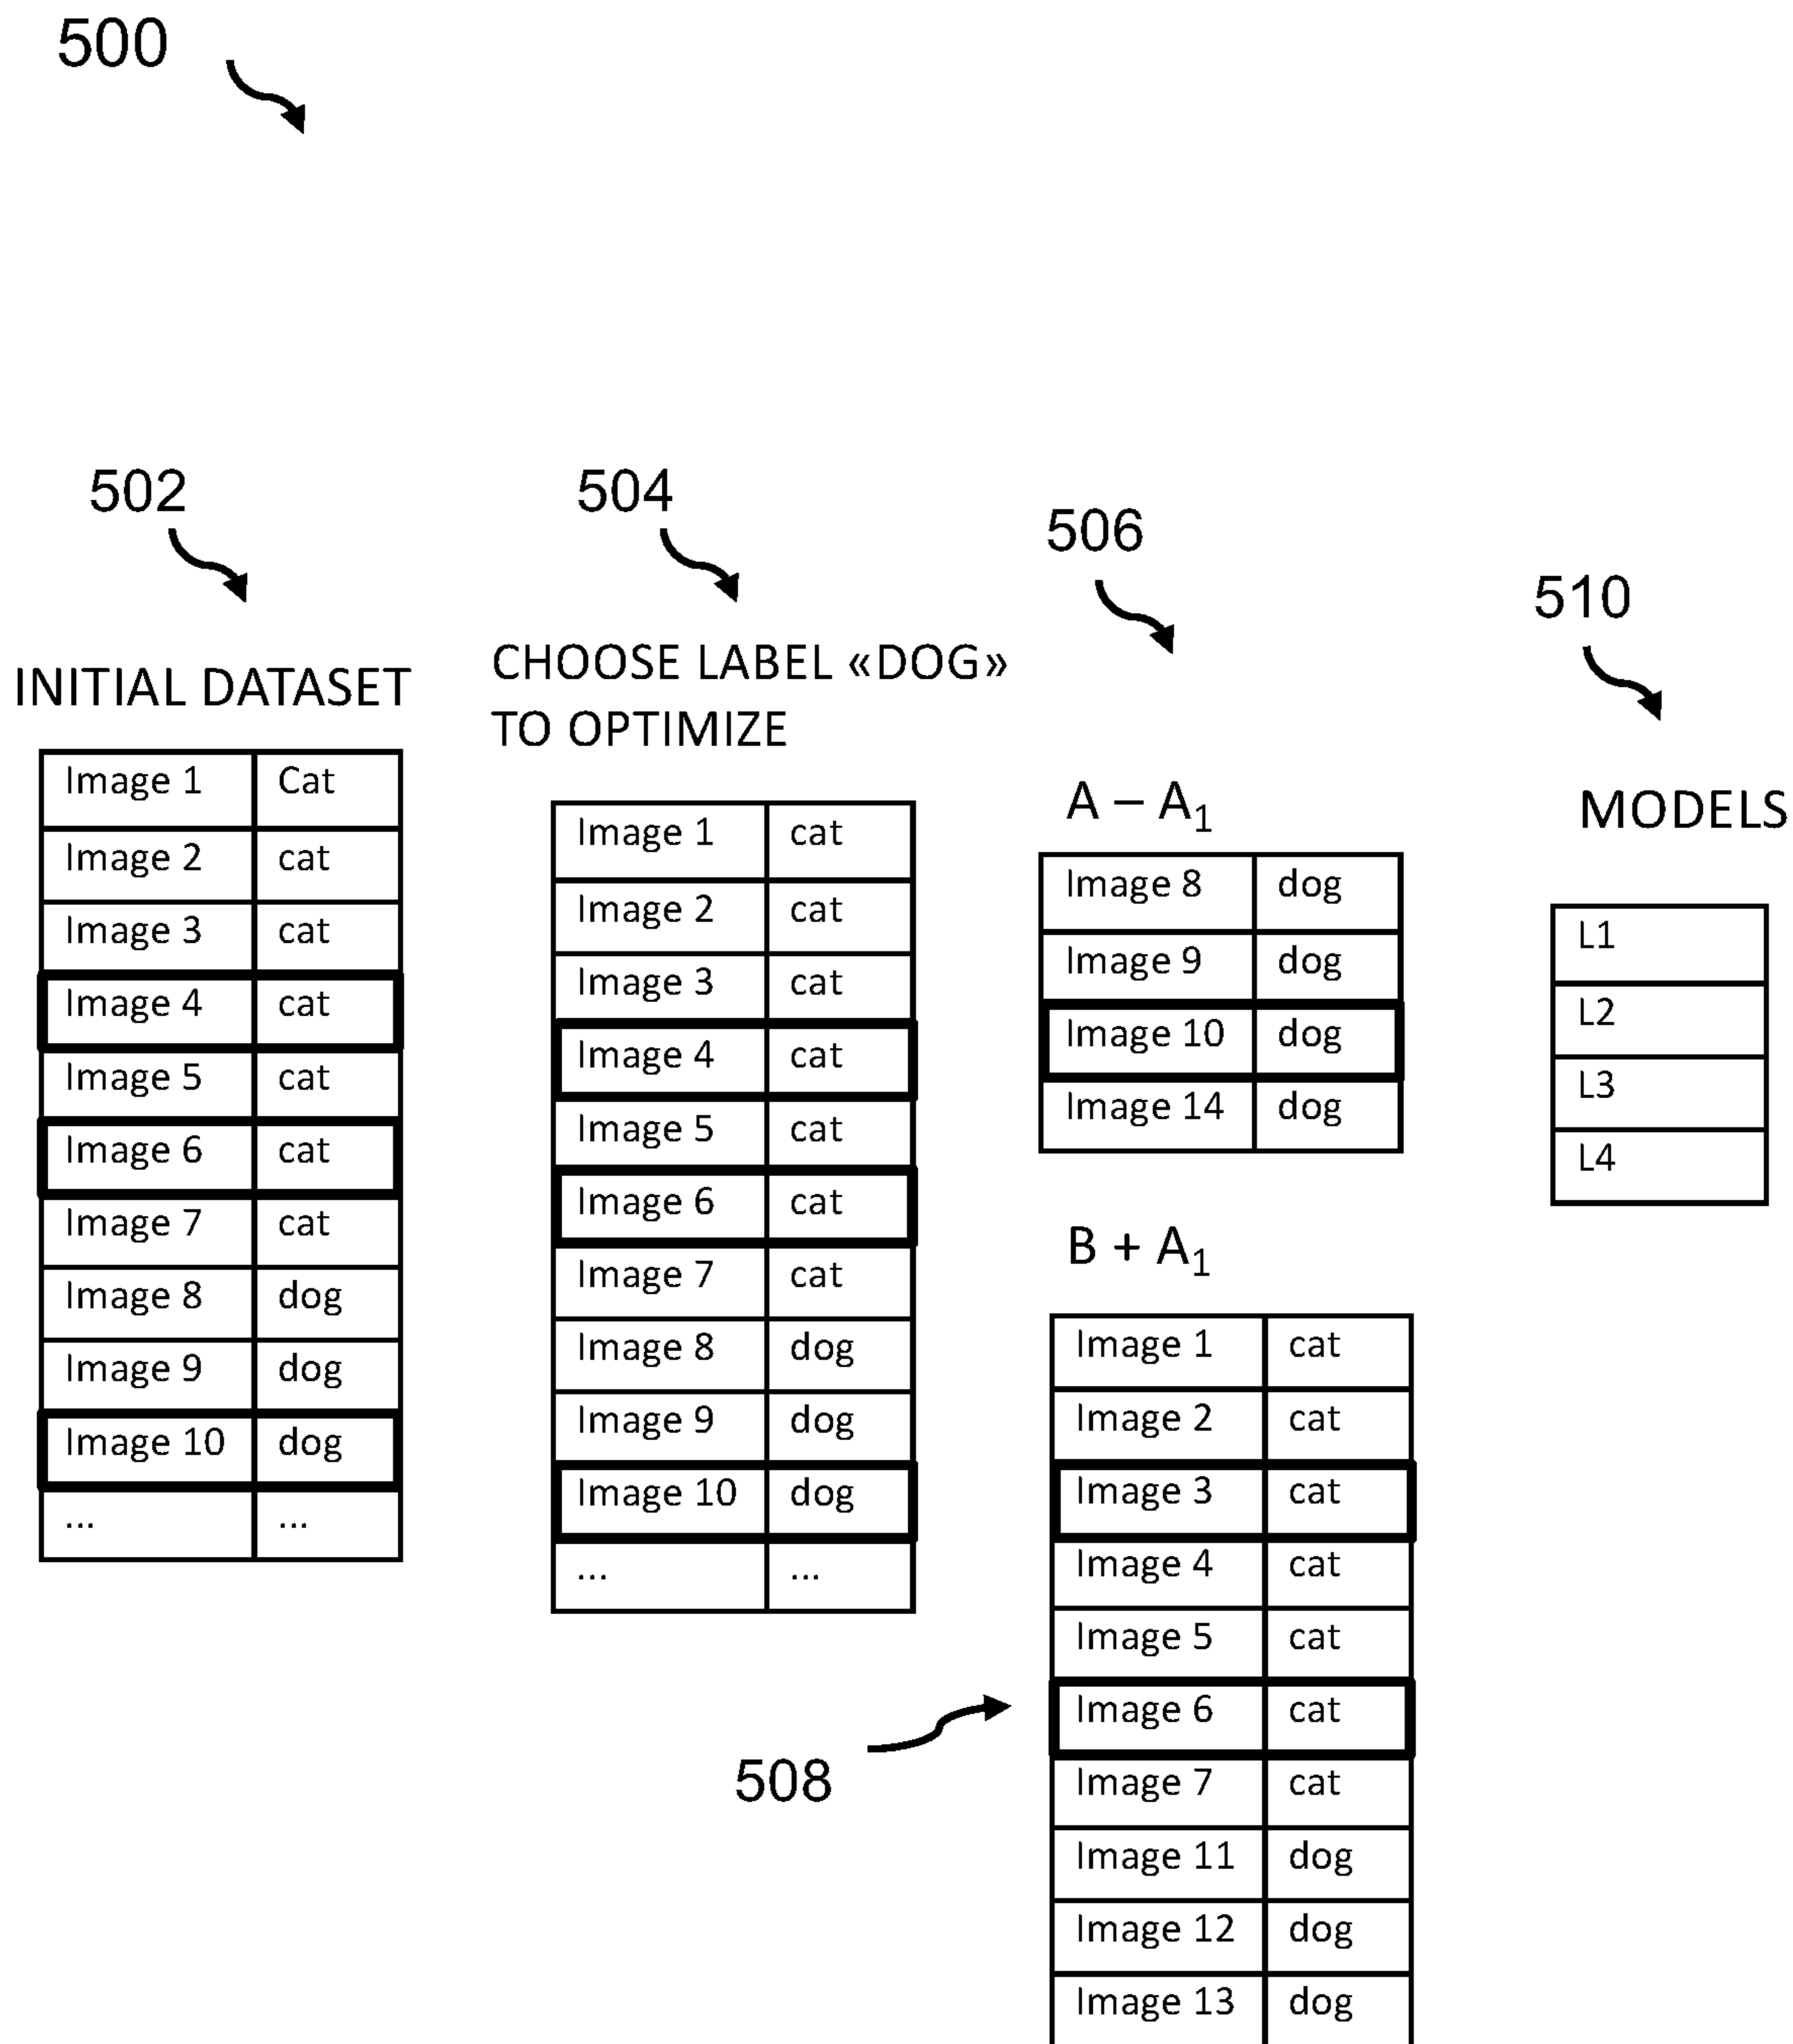 500
502
INITIAL DATASET
Image 1 Cat
Image 2 cat
Image 3 cat
Image 4 cat
Image 5 cat
Image 6 cat
Image 7 cat
Image 8 dog
Image 9 dog
Image 10 dog
... ...
504
CHOOSE LABEL «DOG»
TO OPTIMIZE
Image 1 cat
Image 2 cat
Image 3 cat
Image 4 cat
Image 5 cat
Image 6 cat
Image 7 cat
Image 8 dog
Image 9 dog
Image 10 dog
... ...
506
A – A₁
Image 8 dog
Image 9 dog
Image 10 dog
Image 14 dog
508
B + A₁
Image 1 cat
Image 2 cat
Image 3 cat
Image 4 cat
Image 5 cat
Image 6 cat
Image 7 cat
Image 11 dog
Image 12 dog
Image 13 dog
510
MODELS
L1
L2
L3
L4